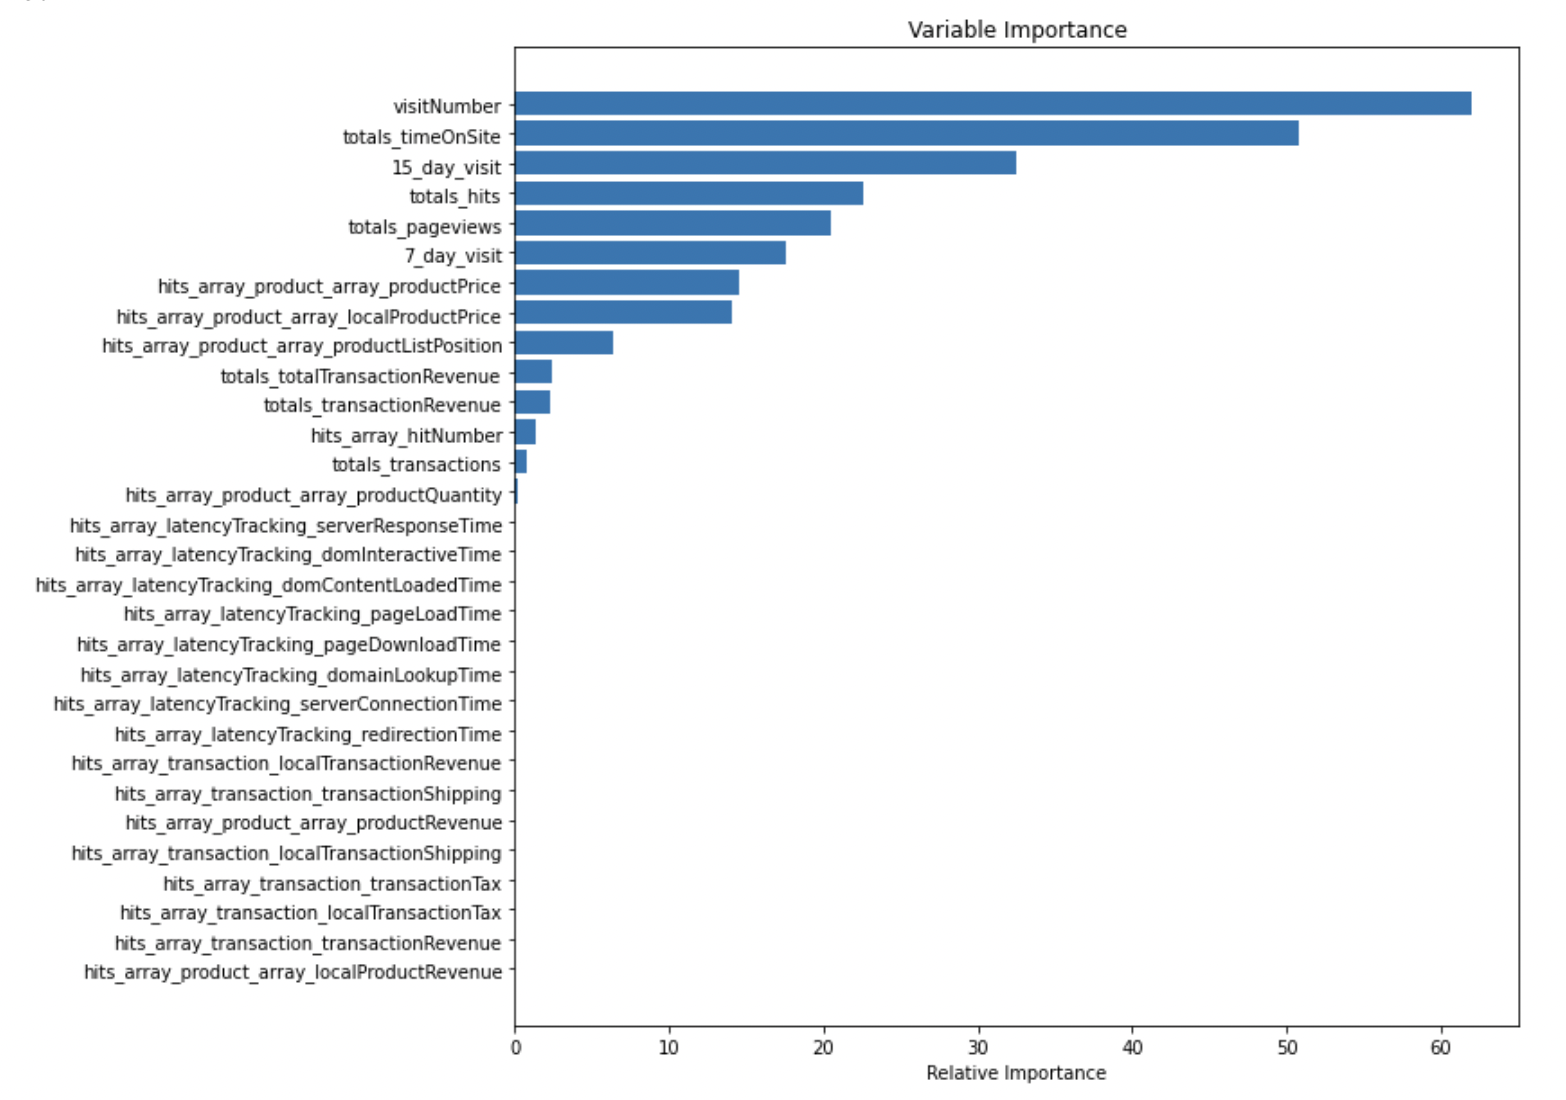 Variable Importance
visitNumber
totals_timeOnSite
15_day_visit
totals_hits
totals_pageviews
7_day_visit
hits_array_product_array_productPrice
hits_array_product_array_localProductPrice
hits_array_product_array_productListPosition
totals_totalTransactionRevenue
totals_transactionRevenue
hits_array_hitNumber
totals_transactions
hits_array_product_array_productQuantity
hits_array_latencyTracking_serverResponseTime
hits_array_latencyTracking_domInteractiveTime
hits_array_latencyTracking_domContentLoadedTime
hits_array_latencyTracking_pageLoadTime
hits_array_latencyTracking_pageDownloadTime
hits_array_latencyTracking_domainLookupTime
hits_array_latencyTracking_serverConnectionTime
hits_array_latencyTracking_redirectionTime
hits_array_transaction_localTransactionRevenue
hits_array_transaction_transactionShipping
hits_array_product_array_productRevenue
hits_array_transaction_localTransactionShipping
hits_array_transaction_transactionTax
hits_array_transaction_localTransactionTax
hits_array_transaction_transactionRevenue
hits_array_product_array_localProductRevenue
0 10 20 30 40 50 60
Relative Importance